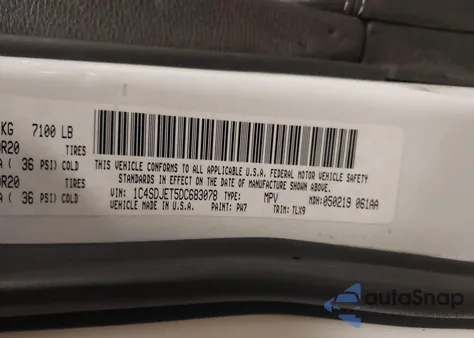 KG 7100 LB
0R20 TIRES
A ( 36 PSI) COLD
0R20 TIRES
A ( 36 PSI) COLD
THIS VEHICLE CONFORMS TO ALL APPLICABLE U.S.A. FEDERAL MOTOR VEHICLE SAFETY
STANDARDS IN EFFECT ON THE DATE OF MANUFACTURE SHOWN ABOVE.
VIN: 1C4SDJET5DC683078 TYPE: MPV MDH: 050219 061AA
VEHICLE MADE IN U.S.A. PAINT: PW7 TRIM: TLX9
autoSnap